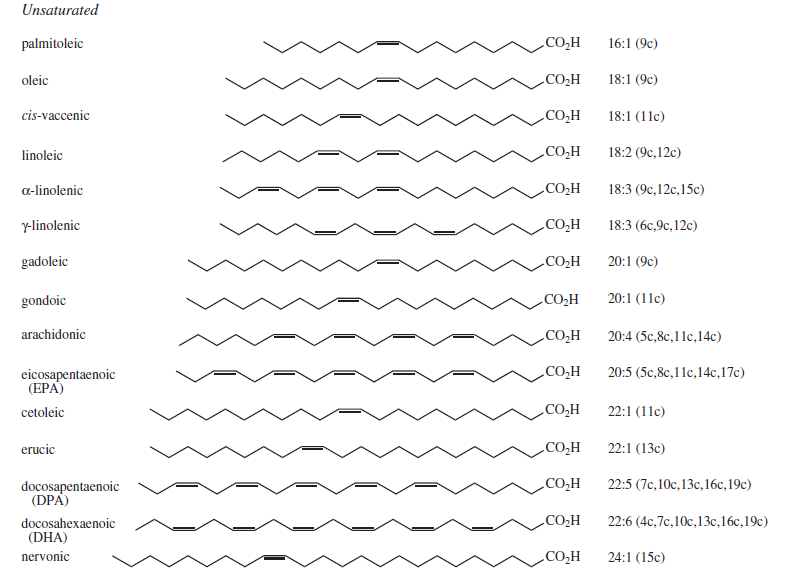 Unsaturated
palmitoleic CO₂H 16:1 (9c)
oleic CO₂H 18:1 (9c)
cis-vaccenic CO₂H 18:1 (11c)
linoleic CO₂H 18:2 (9c,12c)
α-linolenic CO₂H 18:3 (9c,12c,15c)
γ-linolenic CO₂H 18:3 (6c,9c,12c)
gadoleic CO₂H 20:1 (9c)
gondoic CO₂H 20:1 (11c)
arachidonic CO₂H 20:4 (5c,8c,11c,14c)
eicosapentaenoic CO₂H 20:5 (5c,8c,11c,14c,17c)
(EPA)
cetoleic CO₂H 22:1 (11c)
erucic CO₂H 22:1 (13c)
docosapentaenoic CO₂H 22:5 (7c,10c,13c,16c,19c)
(DPA)
docosahexaenoic CO₂H 22:6 (4c,7c,10c,13c,16c,19c)
(DHA)
nervonic CO₂H 24:1 (15c)